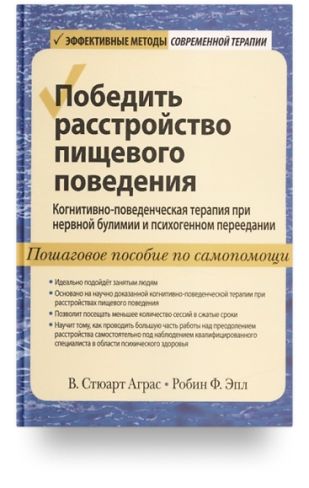 ✓ ЭФФЕКТИВНЫЕ МЕТОДЫ СОВРЕМЕННОЙ ТЕРАПИИ
Победить
расстройство
пищевого
поведения
Когнитивно-поведенческая терапия при
нервной булимии и психогенном переедании
Пошаговое пособие по самопомощи
• Идеально подойдёт занятым людям
• Основано на научно доказанной когнитивно-поведенческой терапии при
расстройствах пищевого поведения
• Позволит посещать меньшее количество сессий в сжатые сроки
• Научит тому, как проводить большую часть работы над преодолением
расстройства самостоятельно под наблюдением квалифицированного
специалиста в области психического здоровья
В. Стюарт Аграс • Робин Ф. Эпл